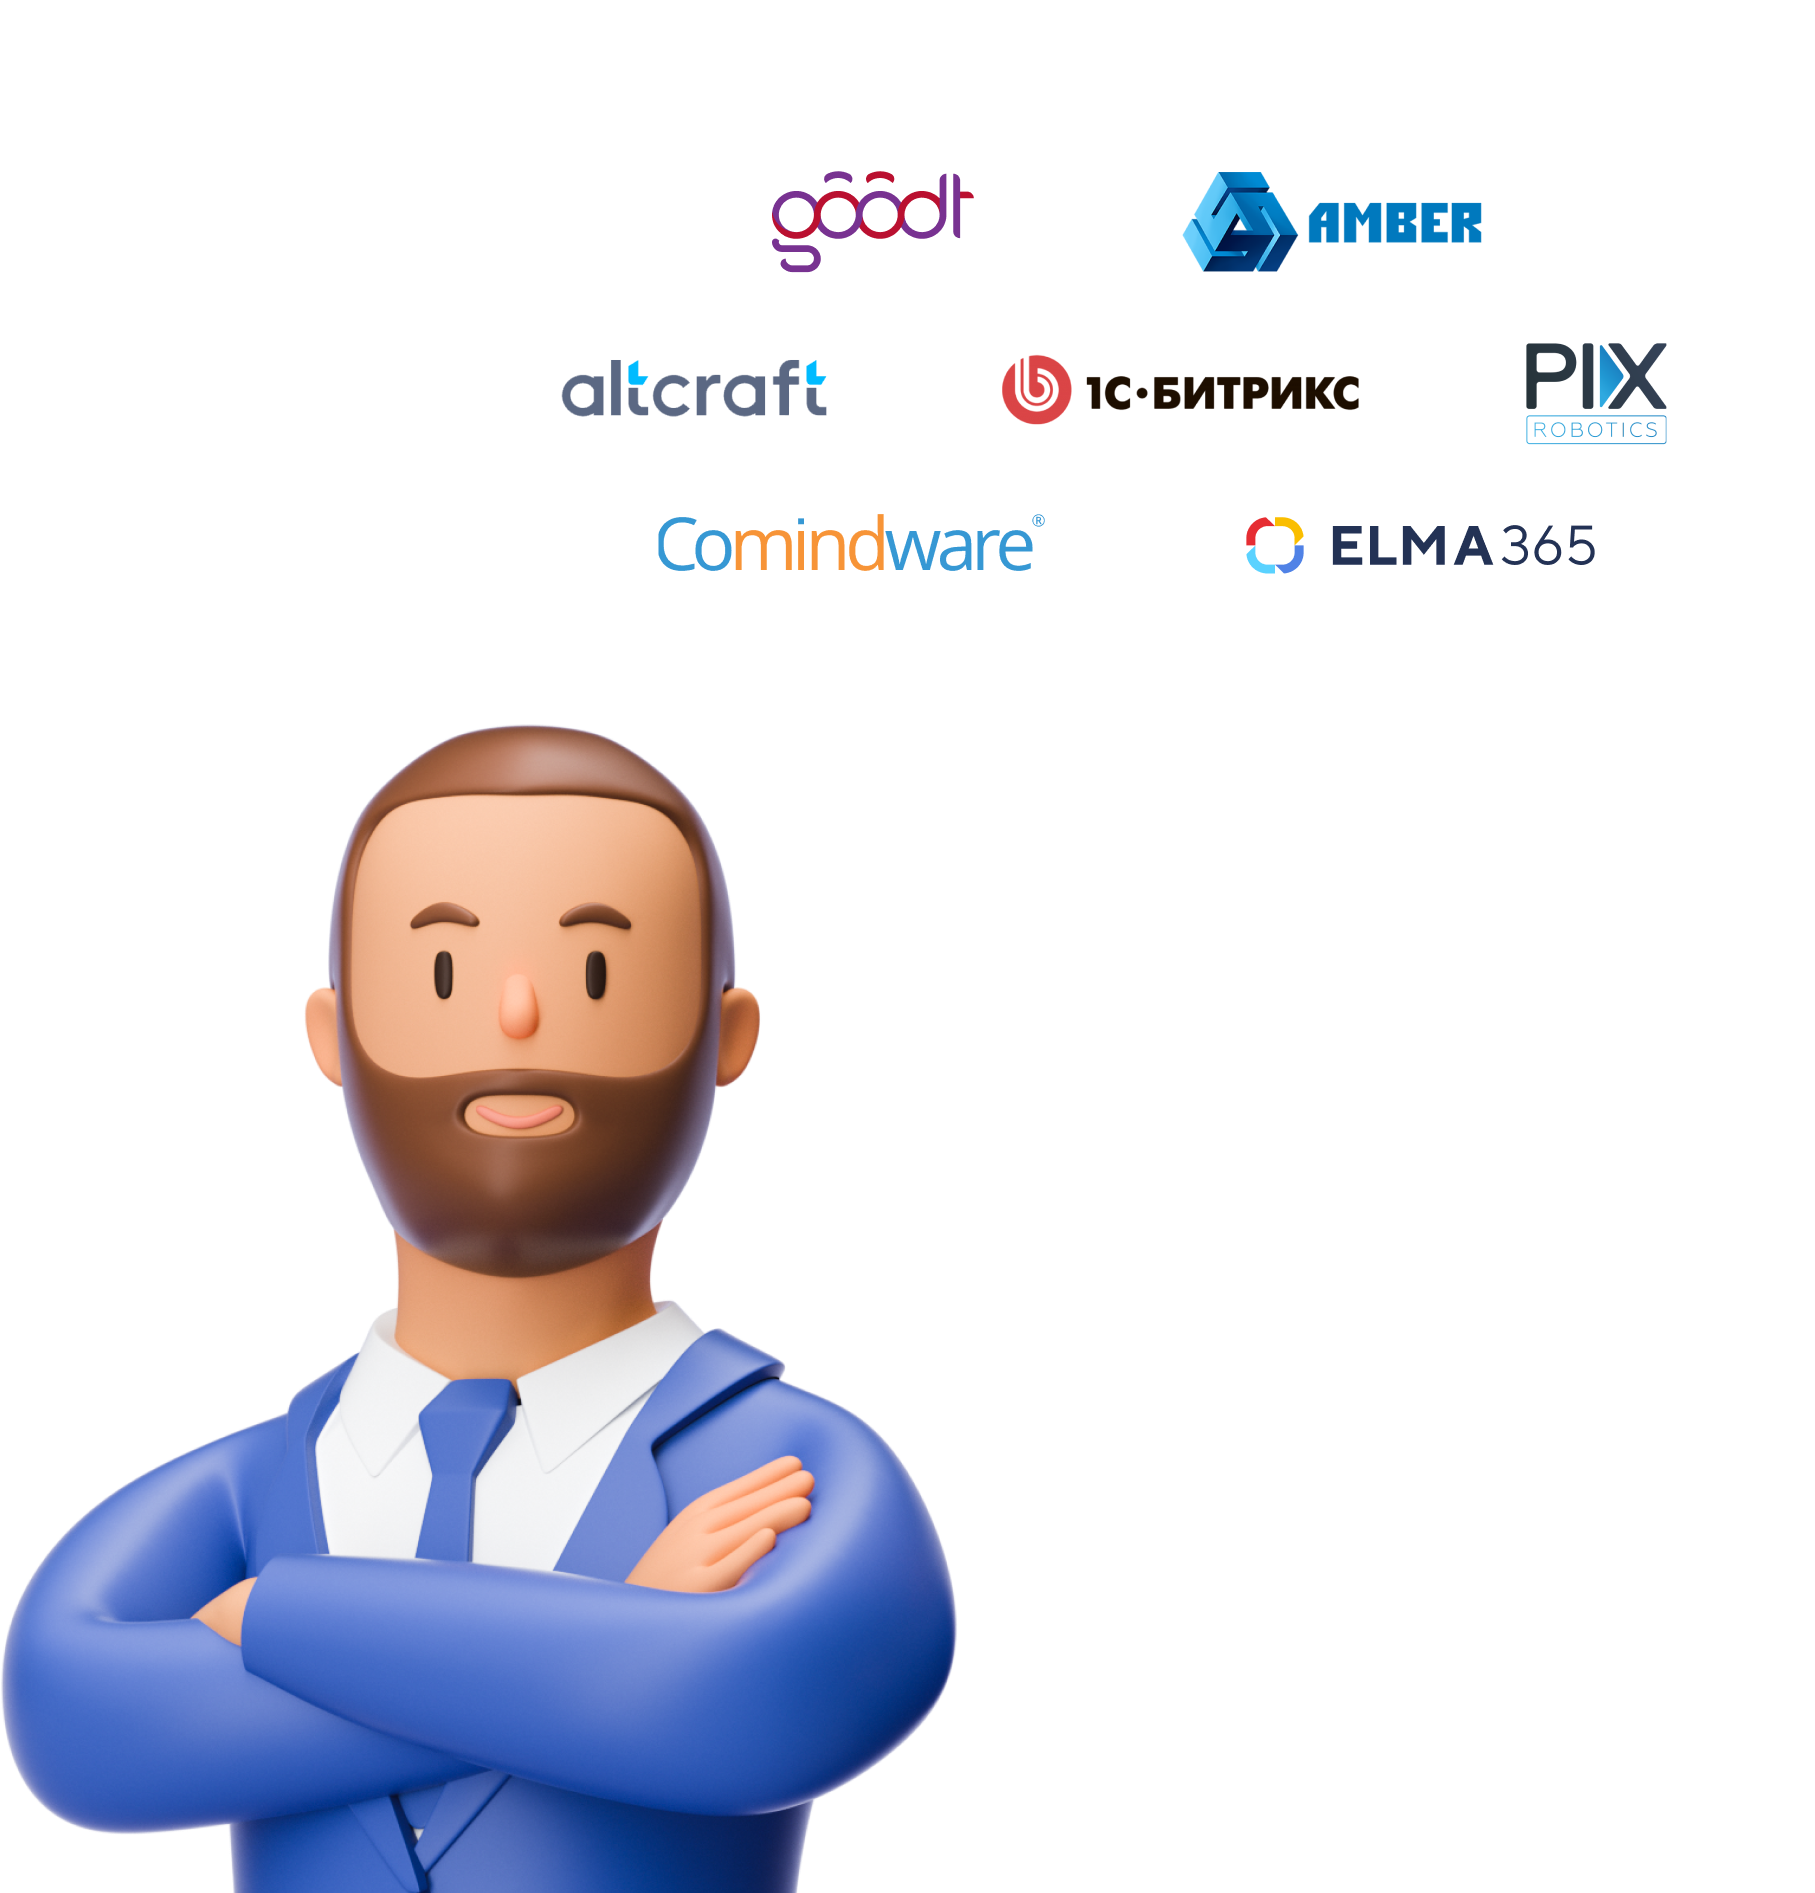 goodt
AMBER
altcraft
1С·БИТРИКС
PIX
ROBOTICS
Comindware®
ELMA365